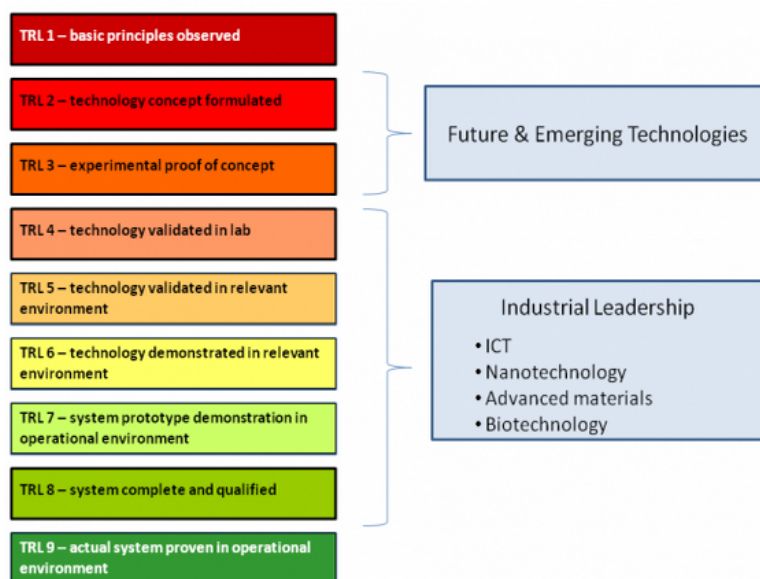 TRL 1 – basic principles observed
TRL 2 – technology concept formulated
TRL 3 – experimental proof of concept
TRL 4 – technology validated in lab
TRL 5 – technology validated in relevant
environment
TRL 6 – technology demonstrated in relevant
environment
TRL 7 – system prototype demonstration in
operational environment
TRL 8 – system complete and qualified
TRL 9 – actual system proven in operational
environment
Future & Emerging Technologies
Industrial Leadership
• ICT
• Nanotechnology
• Advanced materials
• Biotechnology